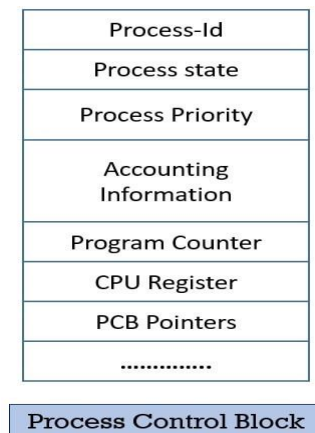 Process-Id
Process state
Process Priority
Accounting
Information
Program Counter
CPU Register
PCB Pointers
..............
Process Control Block